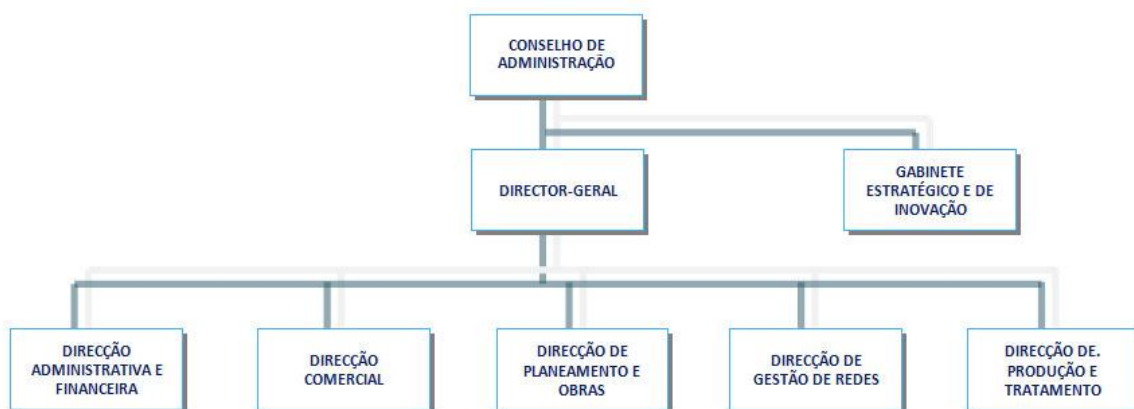 CONSELHO DE
ADMINISTRAÇÃO
DIRECTOR-GERAL
GABINETE
ESTRATÉGICO E DE
INOVAÇÃO
DIRECÇÃO
ADMINISTRATIVA E
FINANCEIRA
DIRECÇÃO
COMERCIAL
DIRECÇÃO DE
PLANEAMENTO E
OBRAS
DIRECÇÃO DE
GESTÃO DE REDES
DIRECÇÃO DE.
PRODUÇÃO E
TRATAMENTO